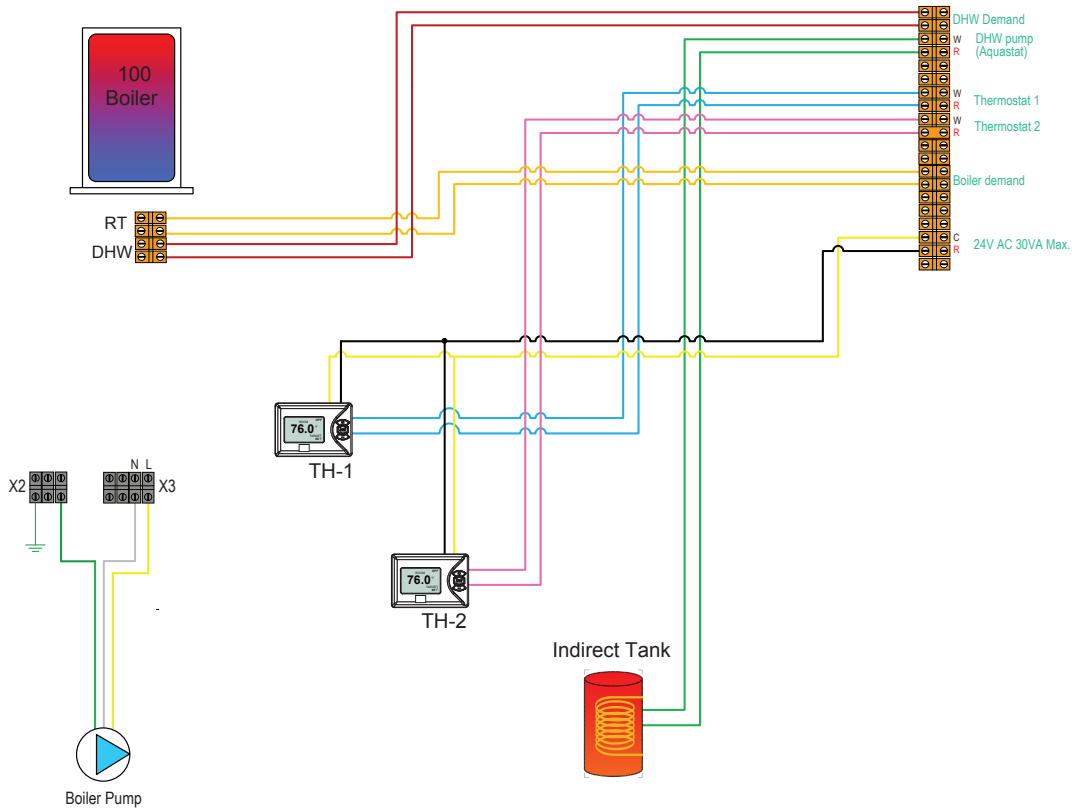 100
Boiler
RT
DHW
DHW Demand
W DHW pump
R (Aquastat)
W
R Thermostat 1
W
R Thermostat 2
Boiler demand
C
R 24V AC 30VA Max.
76.0
TH-1
N L
X2 X3
76.0
TH-2
Indirect Tank
Boiler Pump